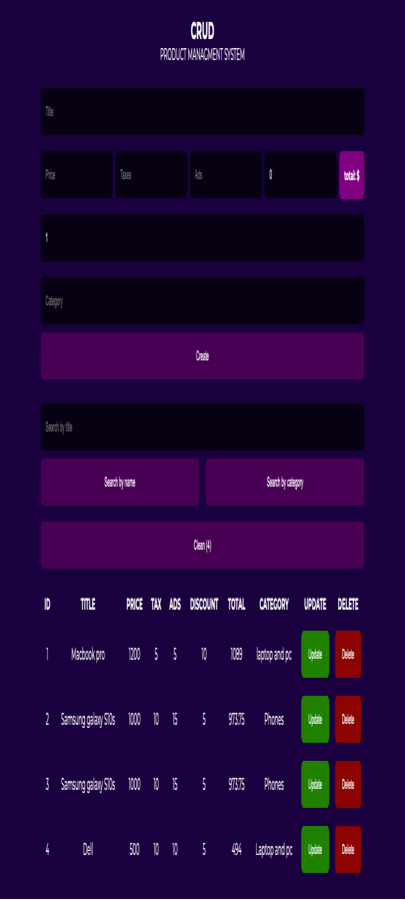 CRUD
PRODUCT MANAGMENT SYSTEM
Title
Price Taxes Ads 0 total: $
1
Category
Create
Search by title
Search by name Search by category
Clean (4)
ID TITLE PRICE TAX ADS DISCOUNT TOTAL CATEGORY UPDATE DELETE
1 Macbook pro 1200 5 5 10 1089 laptop and pc Update Delete
2 Samsung galaxy S10s 1000 10 15 5 973.75 Phones Update Delete
3 Samsung galaxy S10s 1000 10 15 5 973.75 Phones Update Delete
4 Dell 500 10 10 5 494 Laptop and pc Update Delete